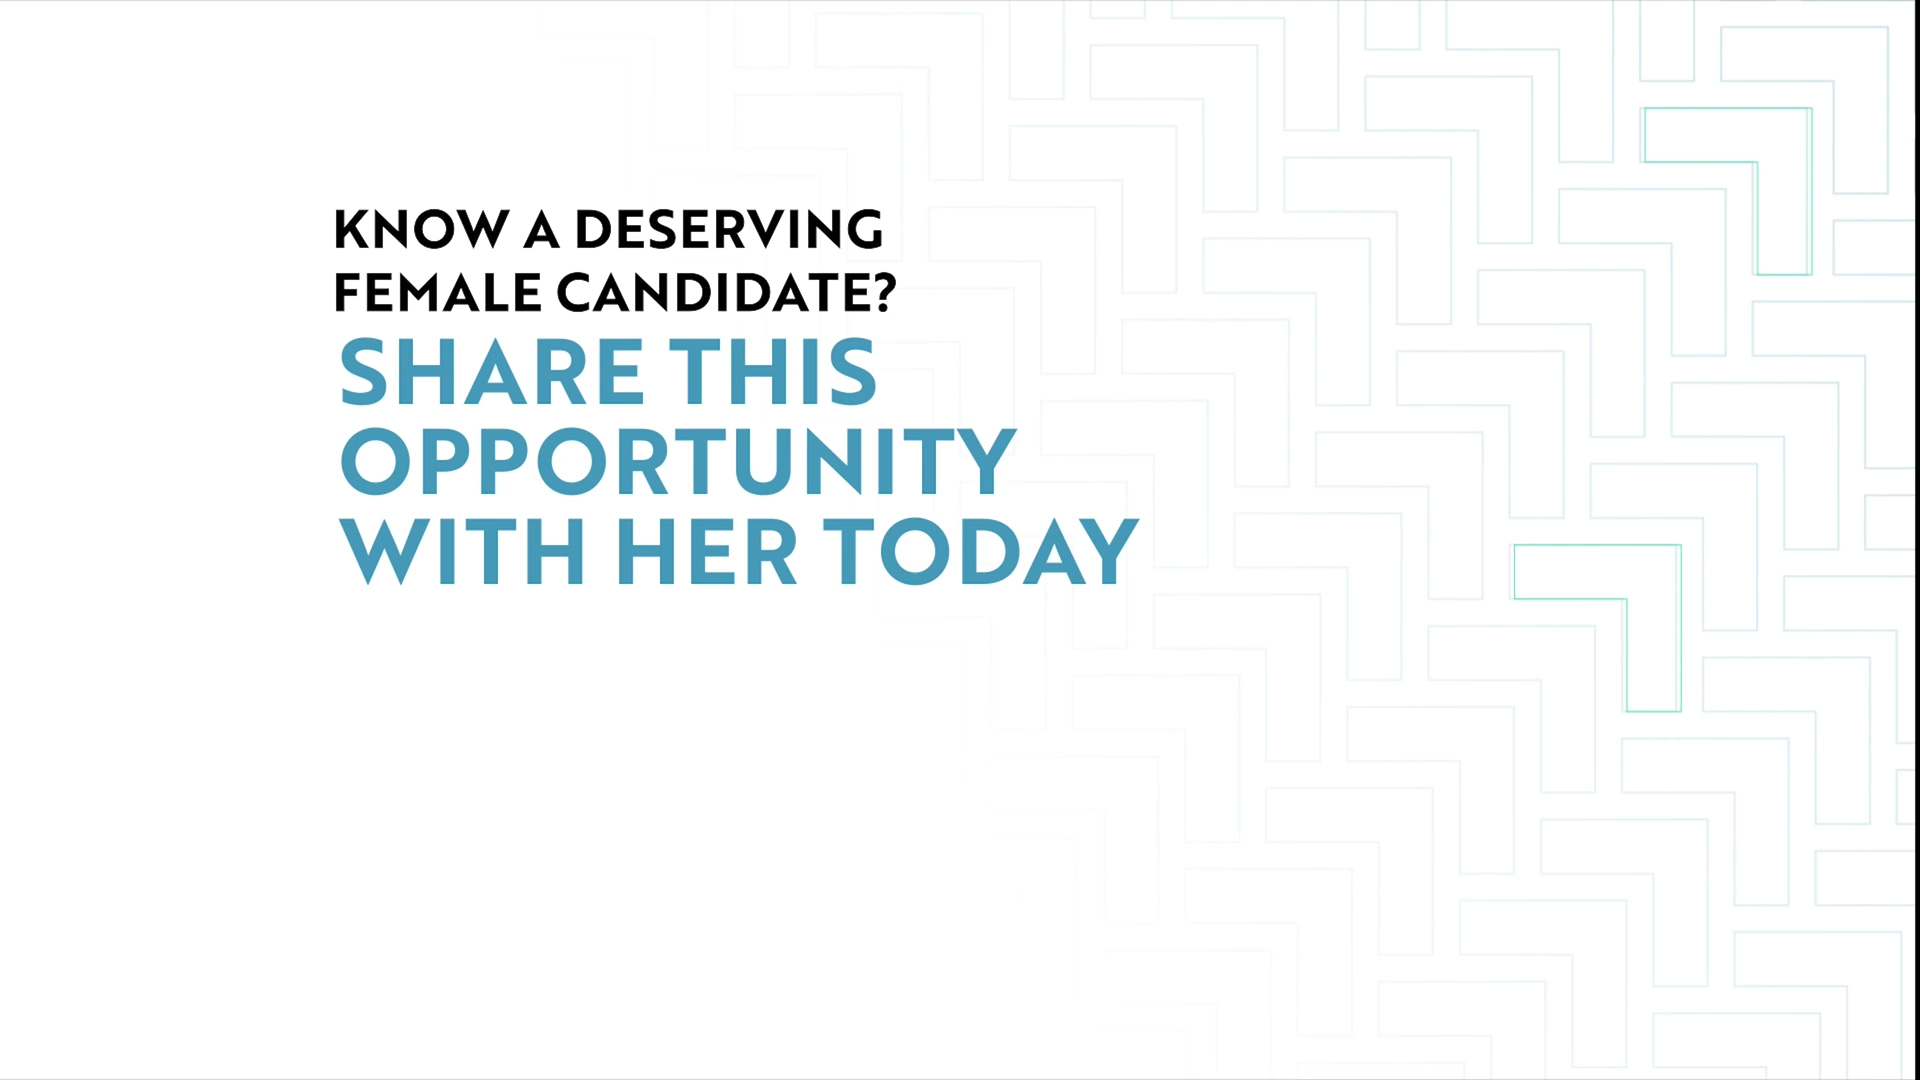 KNOW A DESERVING
FEMALE CANDIDATE?
SHARE THIS
OPPORTUNITY
WITH HER TODAY